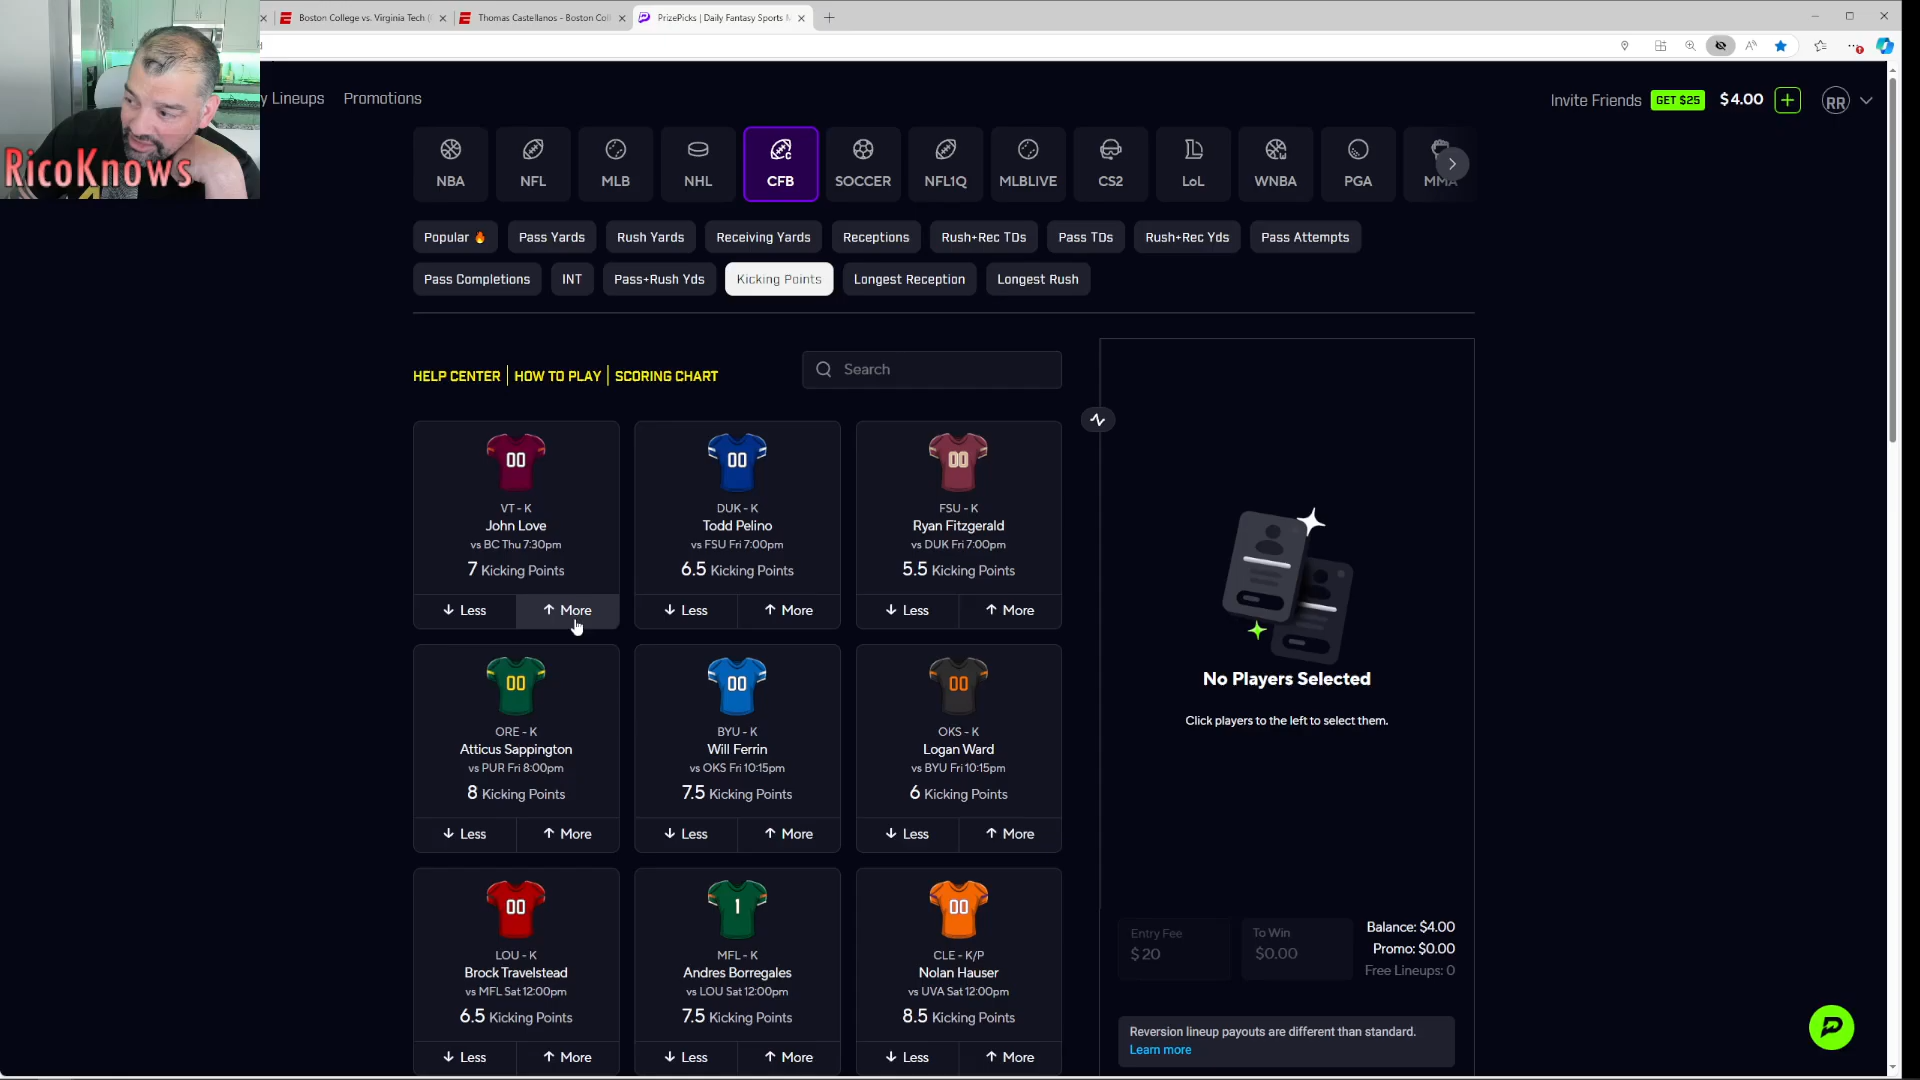 Boston College vs. Virginia Tech (
Thomas Castellanos - Boston Coll
PrizePicks | Daily Fantasy Sports M
RicoKnows
y Lineups
Promotions
Invite Friends
GET $25
$4.00
RR
NBA
NFL
MLB
NHL
CFB
SOCCER
NFL1Q
MLBLIVE
CS2
LoL
WNBA
PGA
MMA
Popular
Pass Yards
Rush Yards
Receiving Yards
Receptions
Rush+Rec TDs
Pass TDs
Rush+Rec Yds
Pass Attempts
Pass Completions
INT
Pass+Rush Yds
Kicking Points
Longest Reception
Longest Rush
HELP CENTER | HOW TO PLAY | SCORING CHART
Search
00
VT - K
John Love
vs BC Thu 7:30pm
7 Kicking Points
Less
More
00
DUK - K
Todd Pelino
vs FSU Fri 7:00pm
6.5 Kicking Points
Less
More
00
FSU - K
Ryan Fitzgerald
vs DUK Fri 7:00pm
5.5 Kicking Points
Less
More
00
ORE - K
Atticus Sappington
vs PUR Fri 8:00pm
8 Kicking Points
Less
More
00
BYU - K
Will Ferrin
vs OKS Fri 10:15pm
7.5 Kicking Points
Less
More
00
OKS - K
Logan Ward
vs BYU Fri 10:15pm
6 Kicking Points
Less
More
00
LOU - K
Brock Travelstead
vs MFL Sat 12:00pm
6.5 Kicking Points
Less
More
1
MFL - K
Andres Borregales
vs LOU Sat 12:00pm
7.5 Kicking Points
Less
More
00
CLE - K/P
Nolan Hauser
vs UVA Sat 12:00pm
8.5 Kicking Points
Less
More
No Players Selected
Click players to the left to select them.
Entry Fee
$ 20
To Win
$0.00
Balance: $4.00
Promo: $0.00
Free Lineups: 0
Reversion lineup payouts are different than standard.
Learn more